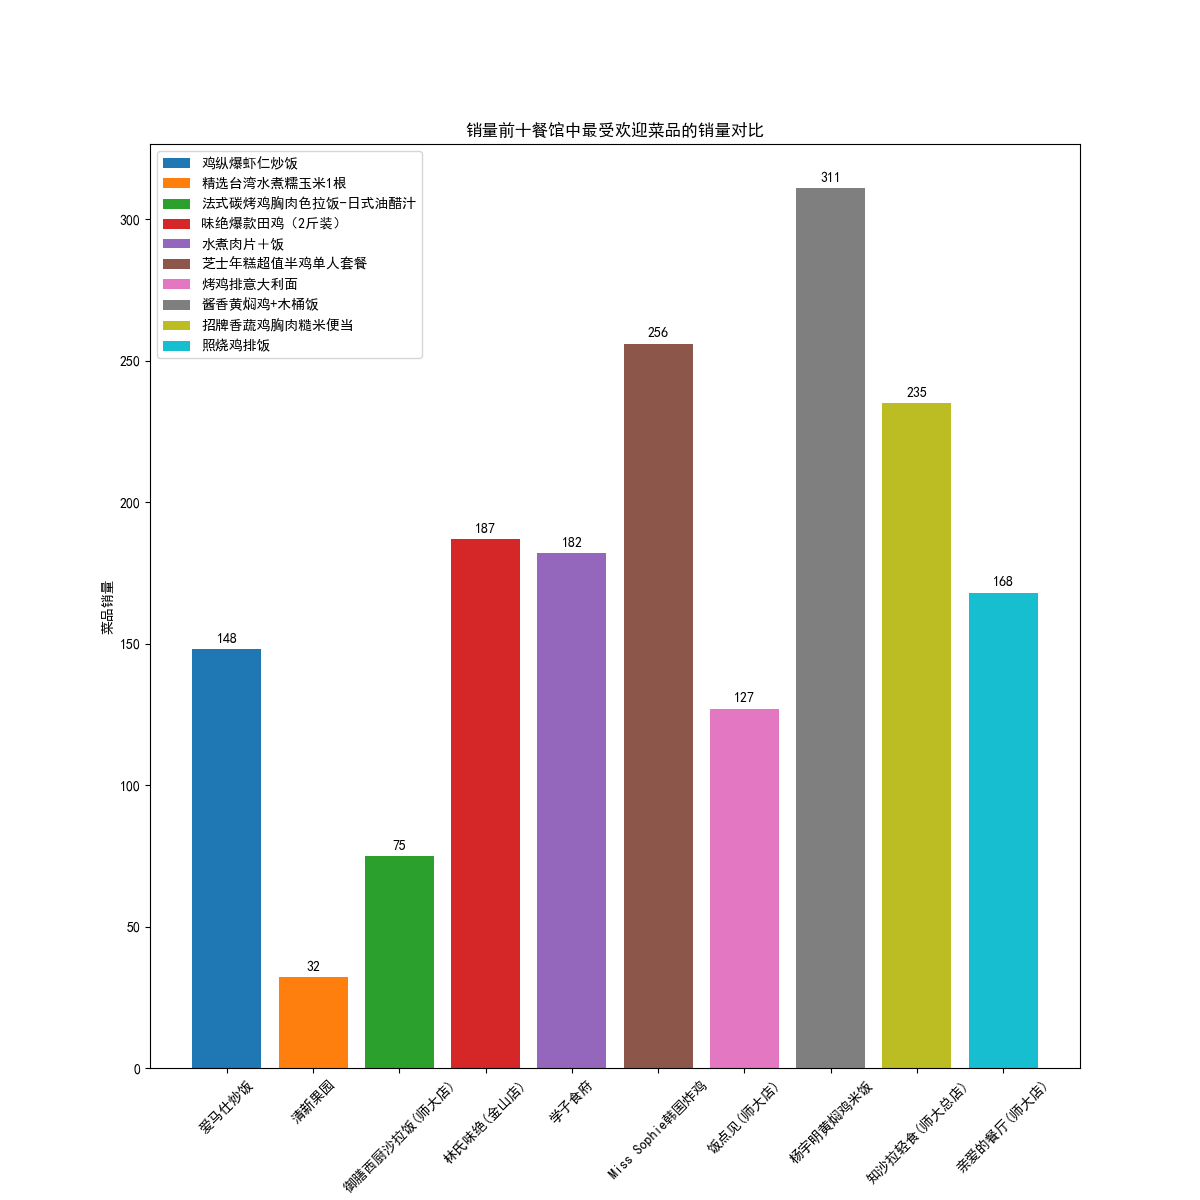 销量前十餐馆中最受欢迎菜品的销量对比
鸡纵爆虾仁炒饭
精选台湾水煮糯玉米1根
法式碳烤鸡胸肉色拉饭-日式油醋汁
味绝爆款田鸡（2斤装）
水煮肉片＋饭
芝士年糕超值半鸡单人套餐
烤鸡排意大利面
酱香黄焖鸡+木桶饭
招牌香蔬鸡胸肉糙米便当
照烧鸡排饭
菜品销量
300
250
200
150
100
50
0
148
32
75
187
182
256
127
311
235
168
爱马仕炒饭
清新果园
御膳西厨沙拉饭(师大店)
林氏味绝(金山店)
学子食府
Miss Sophie韩国炸鸡
饭点见(师大店)
杨宇明黄焖鸡米饭
知沙拉轻食(师大总店)
亲爱的餐厅(师大店)